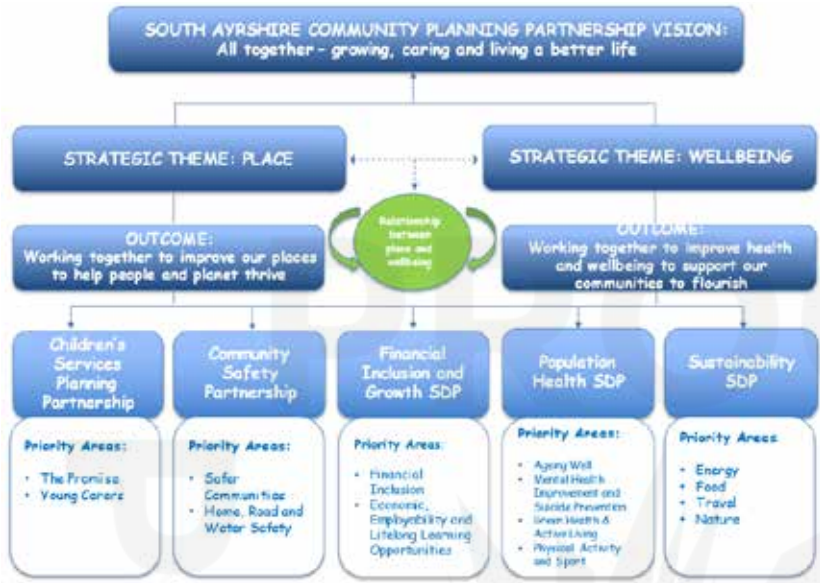 SOUTH AYRSHIRE COMMUNITY PLANNING PARTNERSHIP VISION:
All together - growing, caring and living a better life
STRATEGIC THEME: PLACE
STRATEGIC THEME: WELLBEING
Relationship
between
place and
wellbeing
OUTCOME:
Working together to improve our places
to help people and planet thrive
OUTCOME:
Working together to improve health
and wellbeing to support our
communities to flourish
Children's
Services
Planning
Partnership
Priority Areas:
• The Promise
• Young Carers
Community
Safety
Partnership
Priority Areas:
• Safer
Communities
• Home, Road and
Water Safety
Financial
Inclusion and
Growth SDP
Priority Areas:
• Financial
Inclusion
• Economic,
Employability and
Lifelong Learning
Opportunities
Population
Health SDP
Priority Areas:
• Ageing Well
• Mental Health
Improvement and
Suicide Prevention
• Green Health &
Active Living
• Physical Activity
and Sport
Sustainability
SDP
Priority Areas
• Energy
• Food
• Travel
• Nature